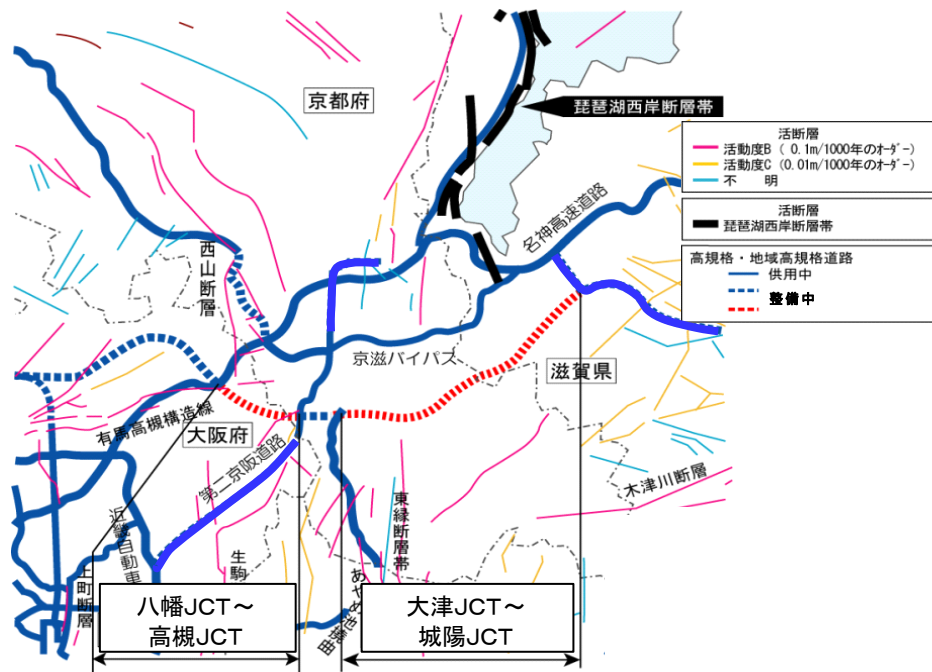 京都府
琵琶湖西岸断層帯
活断層
活動度B(0.1m/1000年のオーダー)
活動度C(0.01m/1000年のオーダー)
不 明
活断層
琵琶湖西岸断層帯
高規格・地域高規格道路
供用中
整備中
名神高速道路
西山断層
京滋バイパス
滋賀県
有馬高槻構造線
大阪府
第二京阪道路
木津川断層
東縁断層帯
近畿自動車
生駒
上町断層
あやめ池撓曲
八幡JCT~
高槻JCT
大津JCT~
城陽JCT